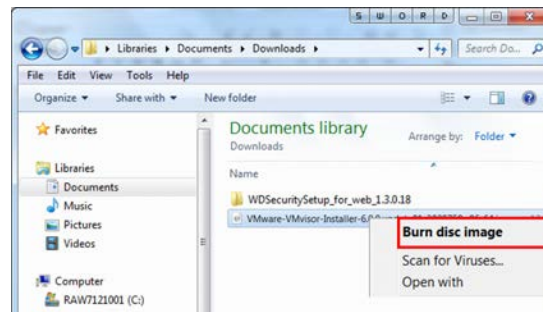 S W O R D
Libraries ▸ Documents ▸ Downloads ▸ Search Do...
File Edit View Tools Help
Organize ▾ Share with ▾ New folder
Favorites
Documents library
Downloads
Arrange by: Folder ▾
Libraries
Name
Documents
WDSecuritySetup_for_web_1.3.0.18
Music
VMware-VMvisor-Installer-6.0.0
Burn disc image
Pictures
Videos
Scan for Viruses...
Computer
Open with
RAW7121001 (C:)